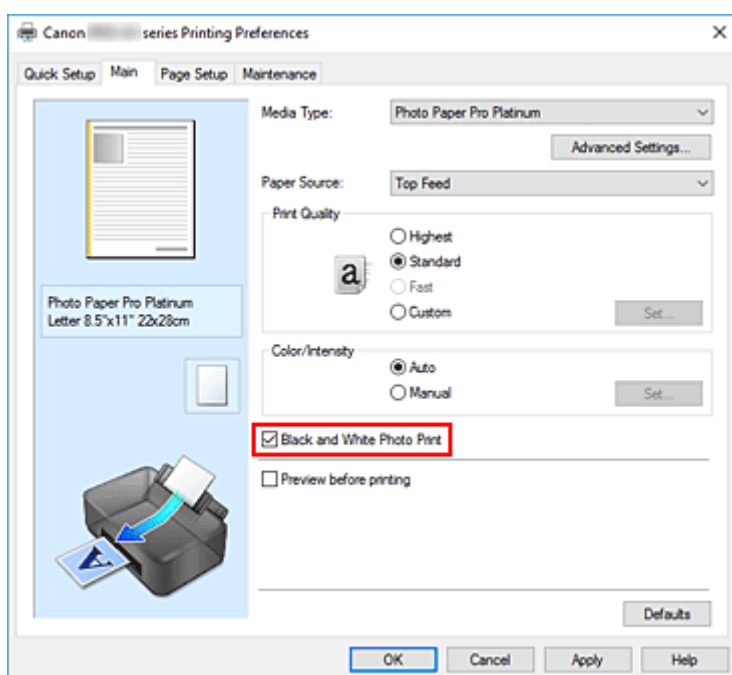 Canon series Printing Preferences
Quick Setup Main Page Setup Maintenance
Media Type: Photo Paper Pro Platinum
Advanced Settings...
Paper Source: Top Feed
Print Quality
Highest
a Standard
Fast
Custom Set...
Photo Paper Pro Platinum
Letter 8.5"x11" 22x28cm
Color/Intensity
Auto
Manual Set...
Black and White Photo Print
Preview before printing
A
Defaults
OK Cancel Apply Help